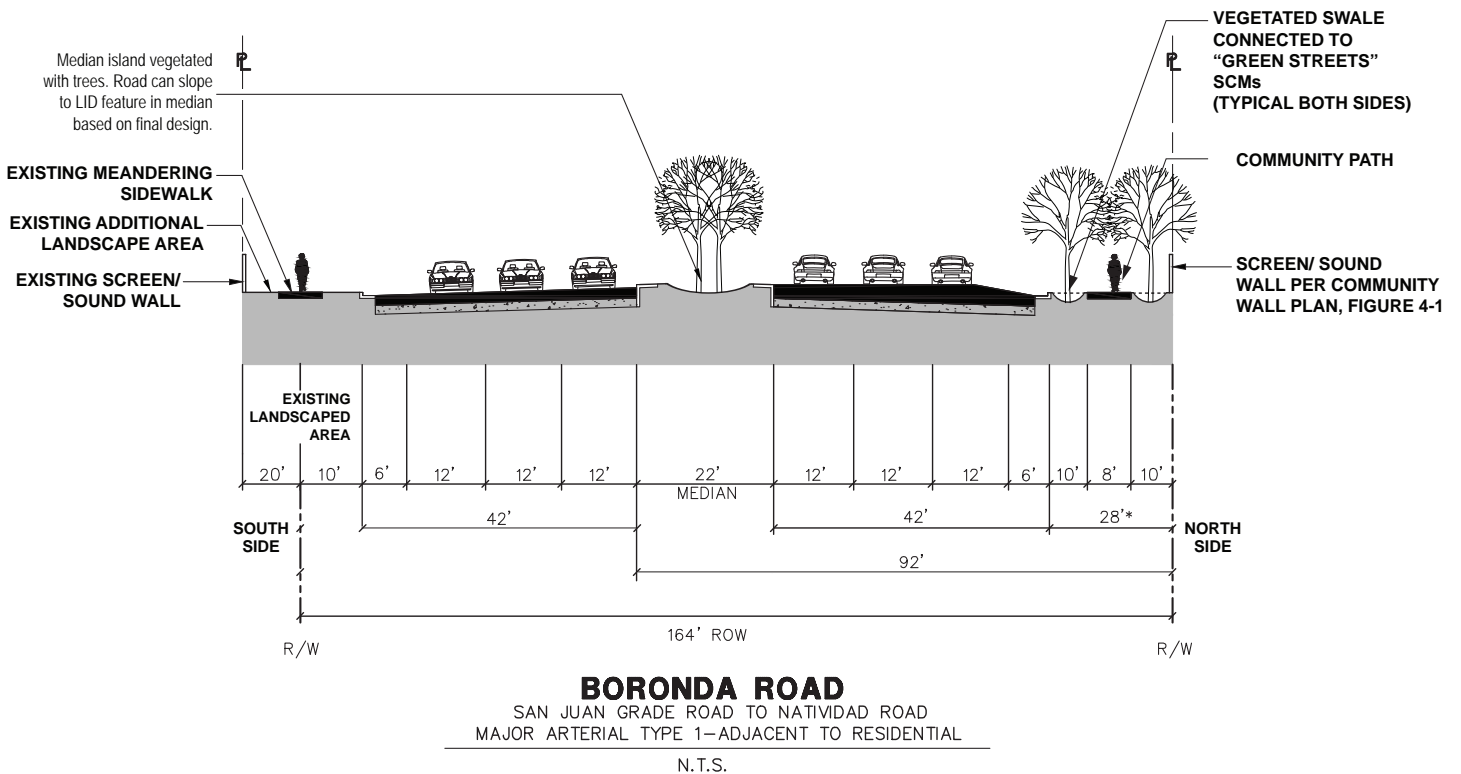 VEGETATED SWALE
CONNECTED TO
“GREEN STREETS”
SCMs
(TYPICAL BOTH SIDES)
PL
PL
Median island vegetated
with trees. Road can slope
to LID feature in median
based on final design.
COMMUNITY PATH
EXISTING MEANDERING
SIDEWALK
EXISTING ADDITIONAL
LANDSCAPE AREA
EXISTING SCREEN/
SOUND WALL
SCREEN/ SOUND
WALL PER COMMUNITY
WALL PLAN, FIGURE 4-1
EXISTING
LANDSCAPED
AREA
20' 10' 6' 12' 12' 12' 22' 12' 12' 12' 6' 10' 8' 10'
MEDIAN
SOUTH
SIDE
42' 42' 28'*
NORTH
SIDE
92'
164' ROW
R/W R/W
BORONDA ROAD
SAN JUAN GRADE ROAD TO NATIVIDAD ROAD
MAJOR ARTERIAL TYPE 1–ADJACENT TO RESIDENTIAL
N.T.S.